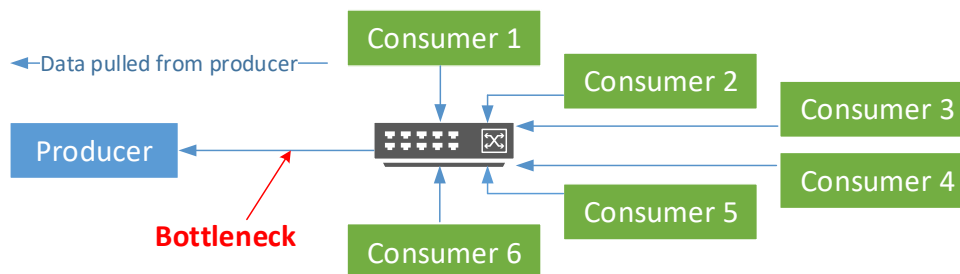 Consumer 1
Data pulled from producer
Consumer 2
Consumer 3
Producer
Consumer 4
Consumer 5
Bottleneck
Consumer 6